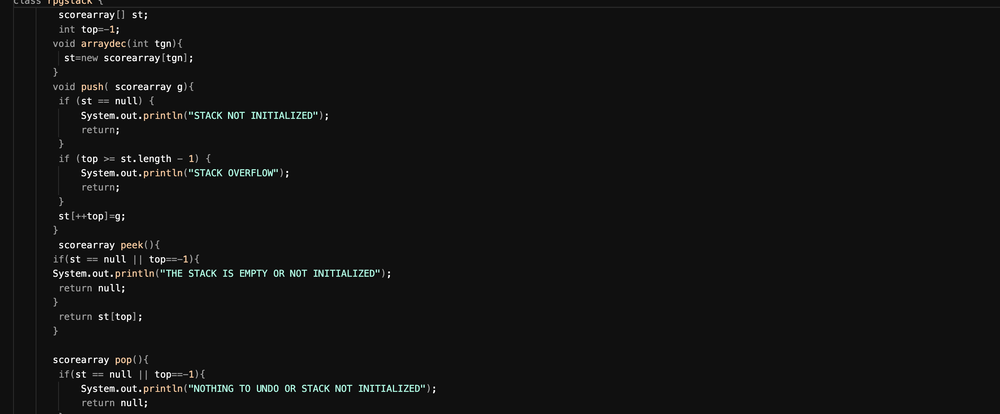 class rpgstack {
scorearray[] st;
int top=-1;
void arraydec(int tgn){
st=new scorearray[tgn];
}
void push( scorearray g){
if (st == null) {
System.out.println("STACK NOT INITIALIZED");
return;
}
if (top >= st.length - 1) {
System.out.println("STACK OVERFLOW");
return;
}
st[++top]=g;
}
scorearray peek(){
if(st == null || top==-1){
System.out.println("THE STACK IS EMPTY OR NOT INITIALIZED");
return null;
}
return st[top];
}
scorearray pop(){
if(st == null || top==-1){
System.out.println("NOTHING TO UNDO OR STACK NOT INITIALIZED");
return null;